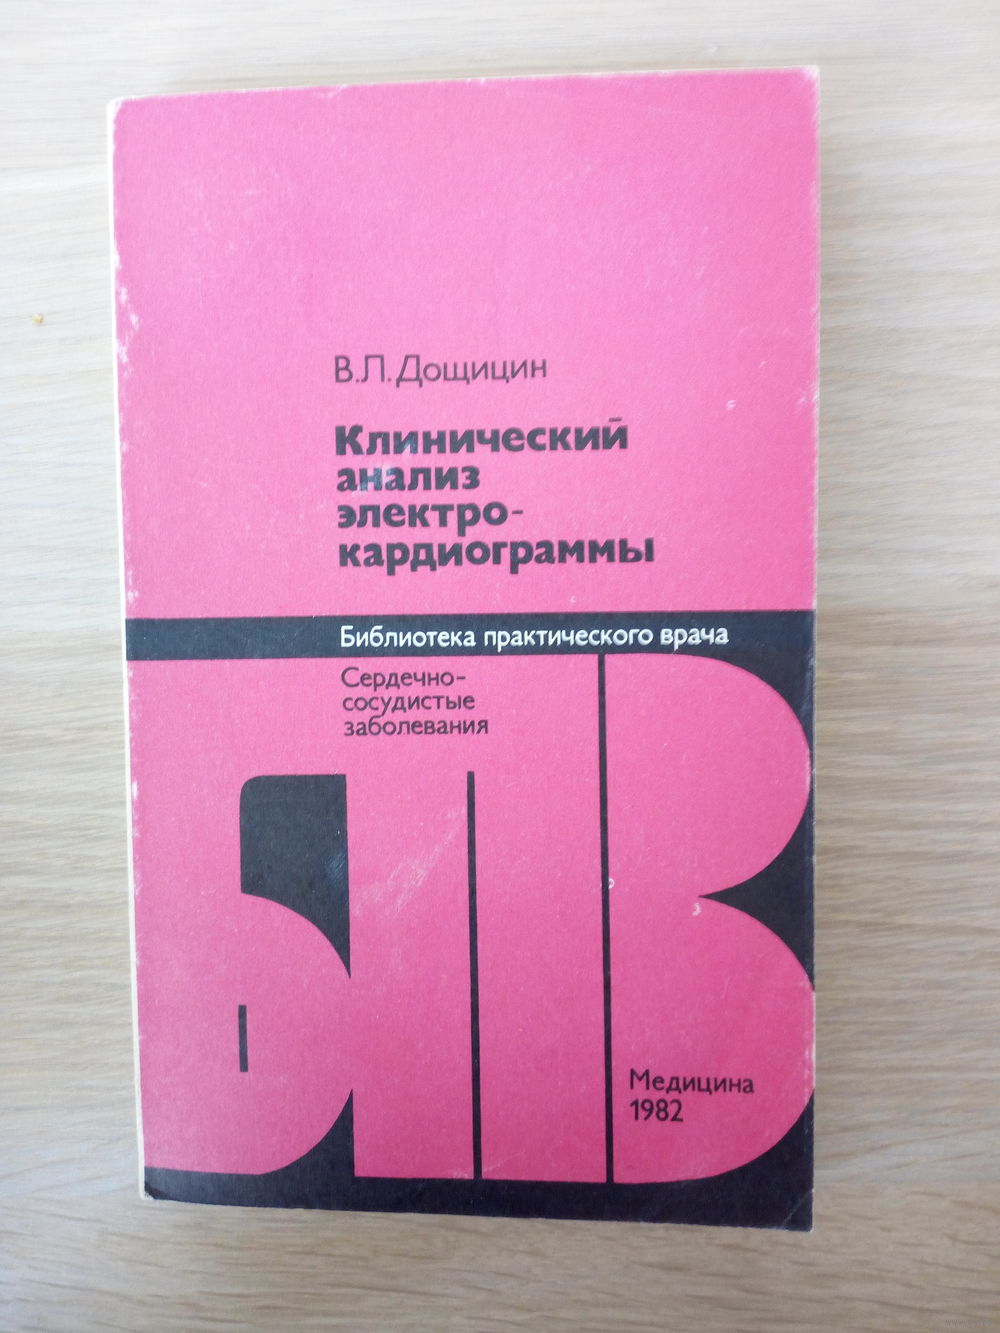 В.Л. Дощицин
Клинический
анализ
электро-
кардиограммы
Библиотека практического врача
Сердечно-
сосудистые
заболевания
БПВ
Медицина
1982